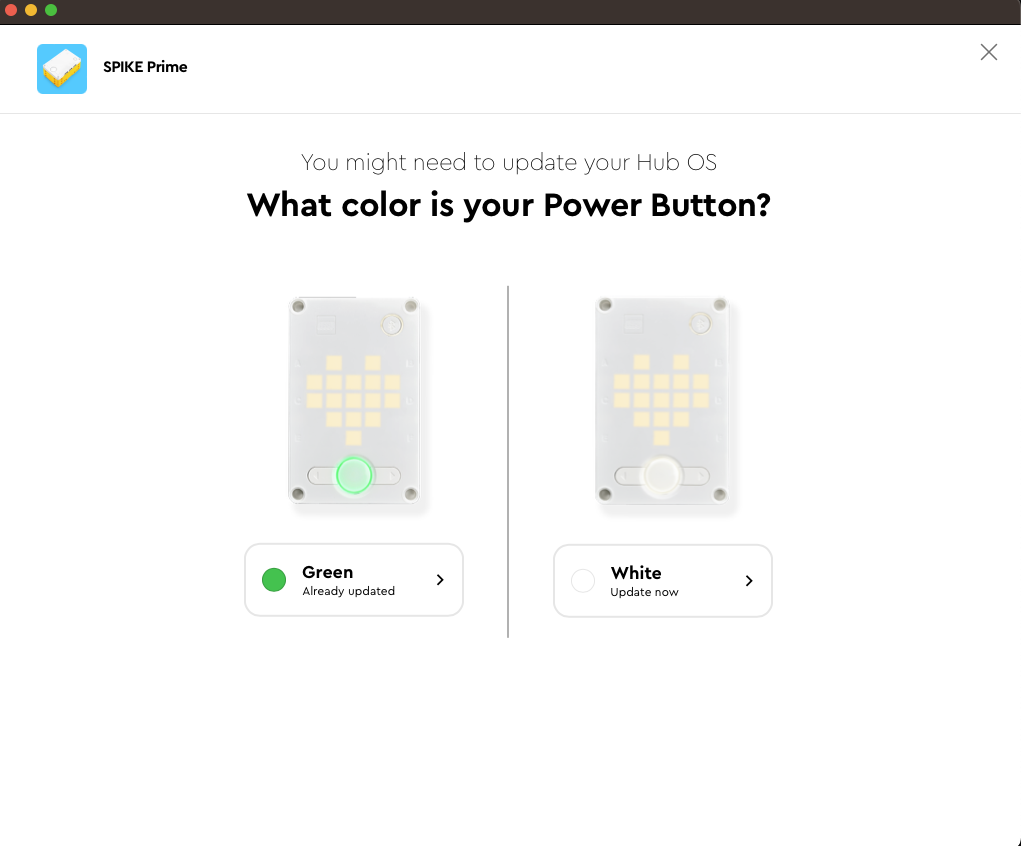 SPIKE Prime
You might need to update your Hub OS
What color is your Power Button?
Green
Already updated
White
Update now